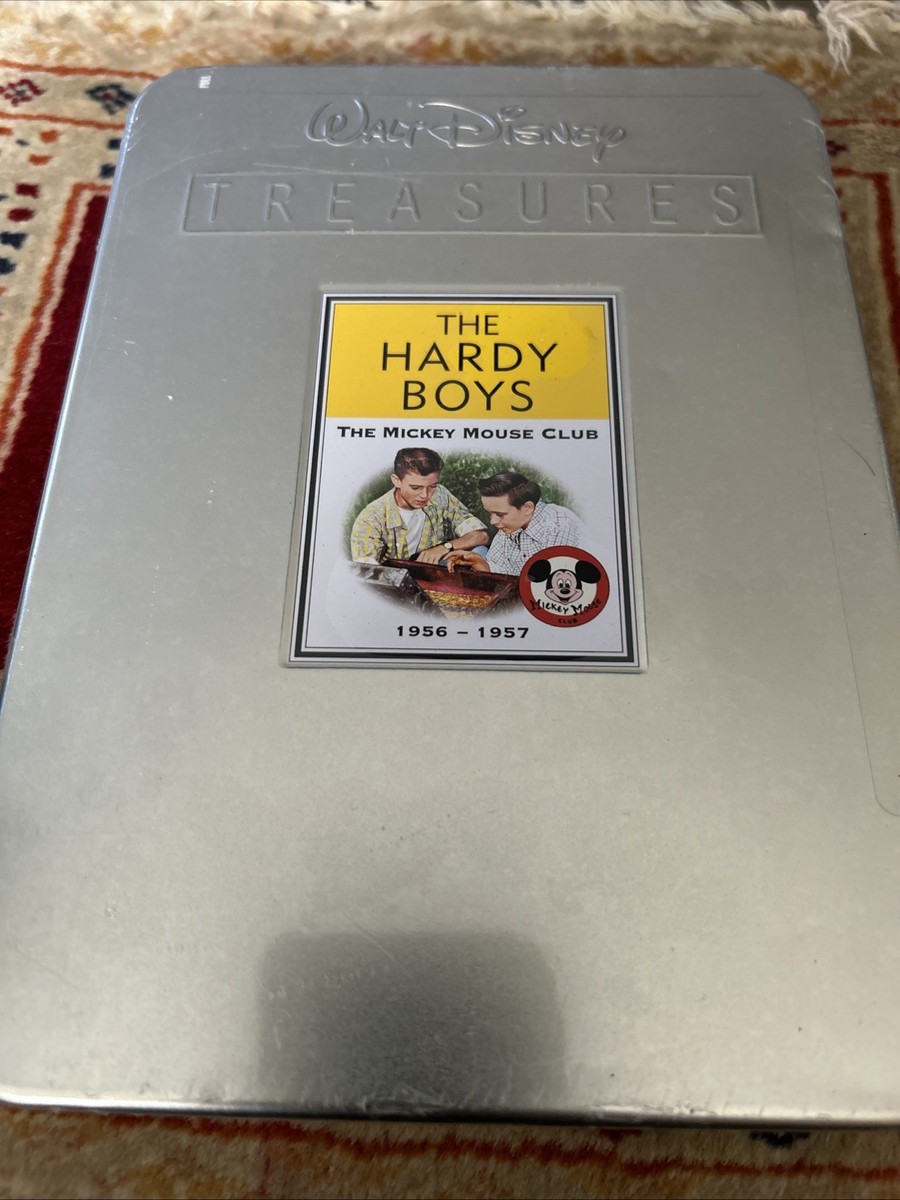 Walt Disney
TREASURES
THE
HARDY
BOYS
THE MICKEY MOUSE CLUB
MICKEY MOUSE
CLUB
1956 – 1957